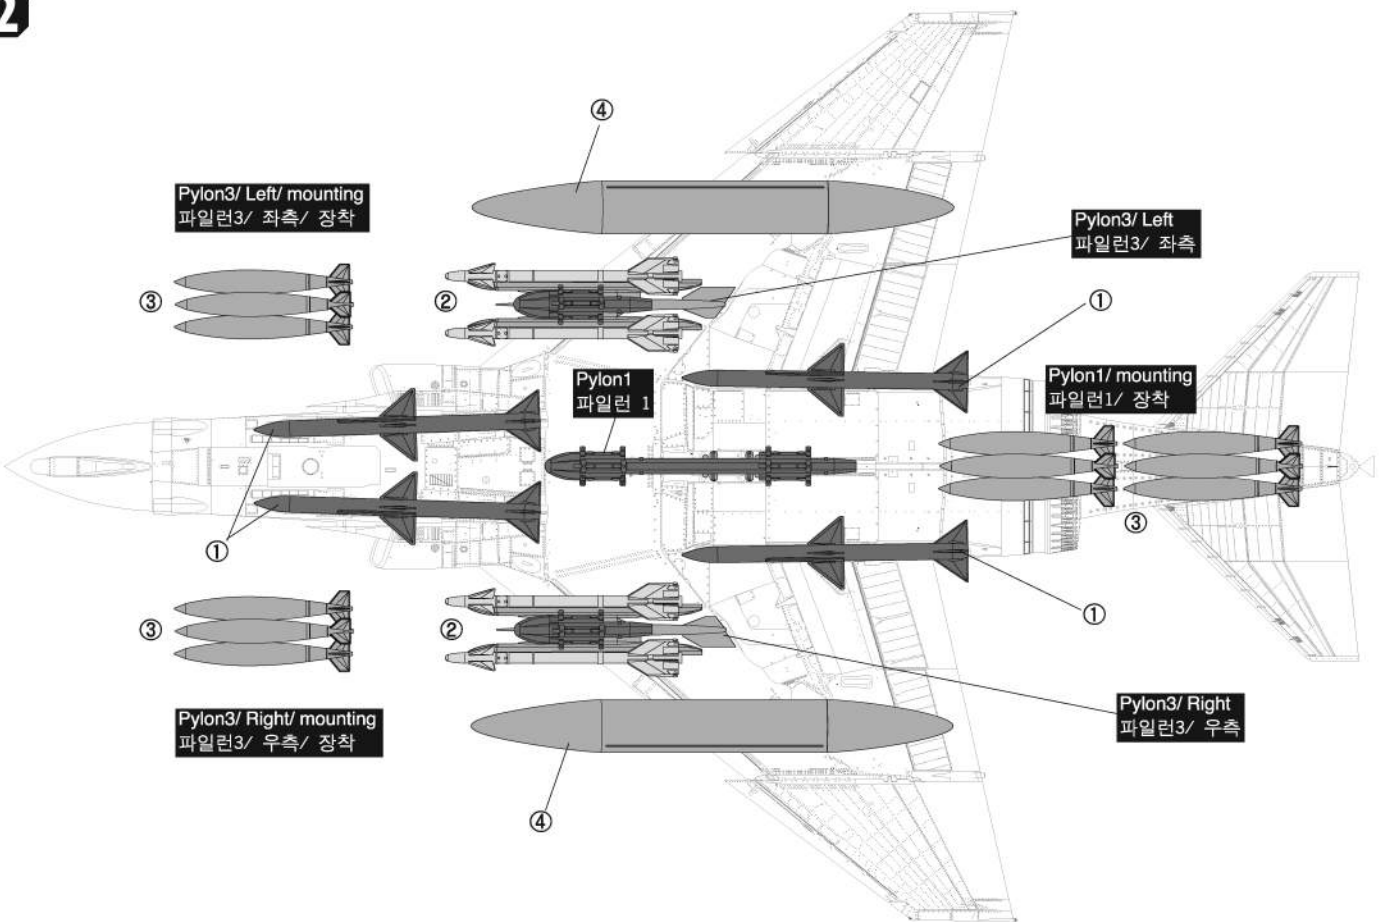 2
④
Pylon3/ Left/ mounting
파일런3/ 좌측/ 장착
Pylon3/ Left
파일런3/ 좌측
③
②
①
Pylon1
파일런 1
Pylon1/ mounting
파일런1/ 장착
③
①
①
③
②
Pylon3/ Right/ mounting
파일런3/ 우측/ 장착
Pylon3/ Right
파일런3/ 우측
④